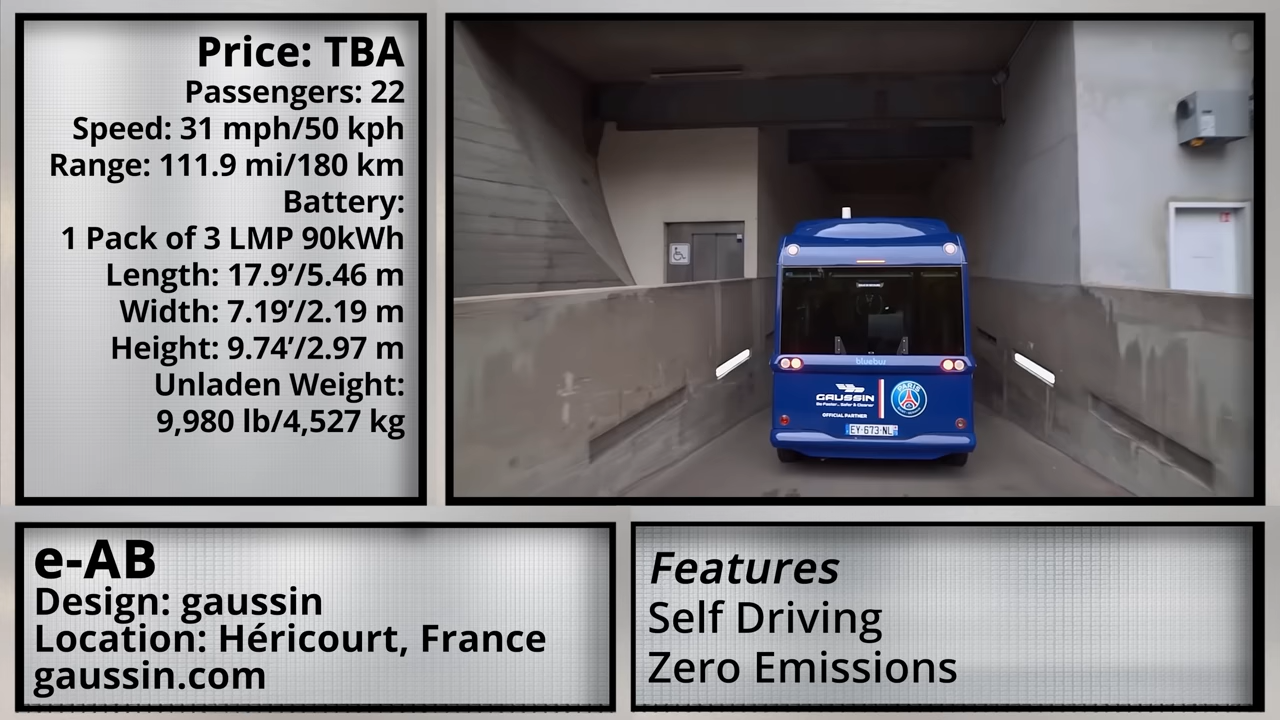 Price: TBA
Passengers: 22
Speed: 31 mph/50 kph
Range: 111.9 mi/180 km
Battery:
1 Pack of 3 LMP 90kWh
Length: 17.9’/5.46 m
Width: 7.19’/2.19 m
Height: 9.74’/2.97 m
Unladen Weight:
9,980 lb/4,527 kg
bluebus
GAUSSIN
OFFICIAL PARTNER
PARIS
EY-673-NL
e-AB
Design: gaussin
Location: Héricourt, France
gaussin.com
Features
Self Driving
Zero Emissions